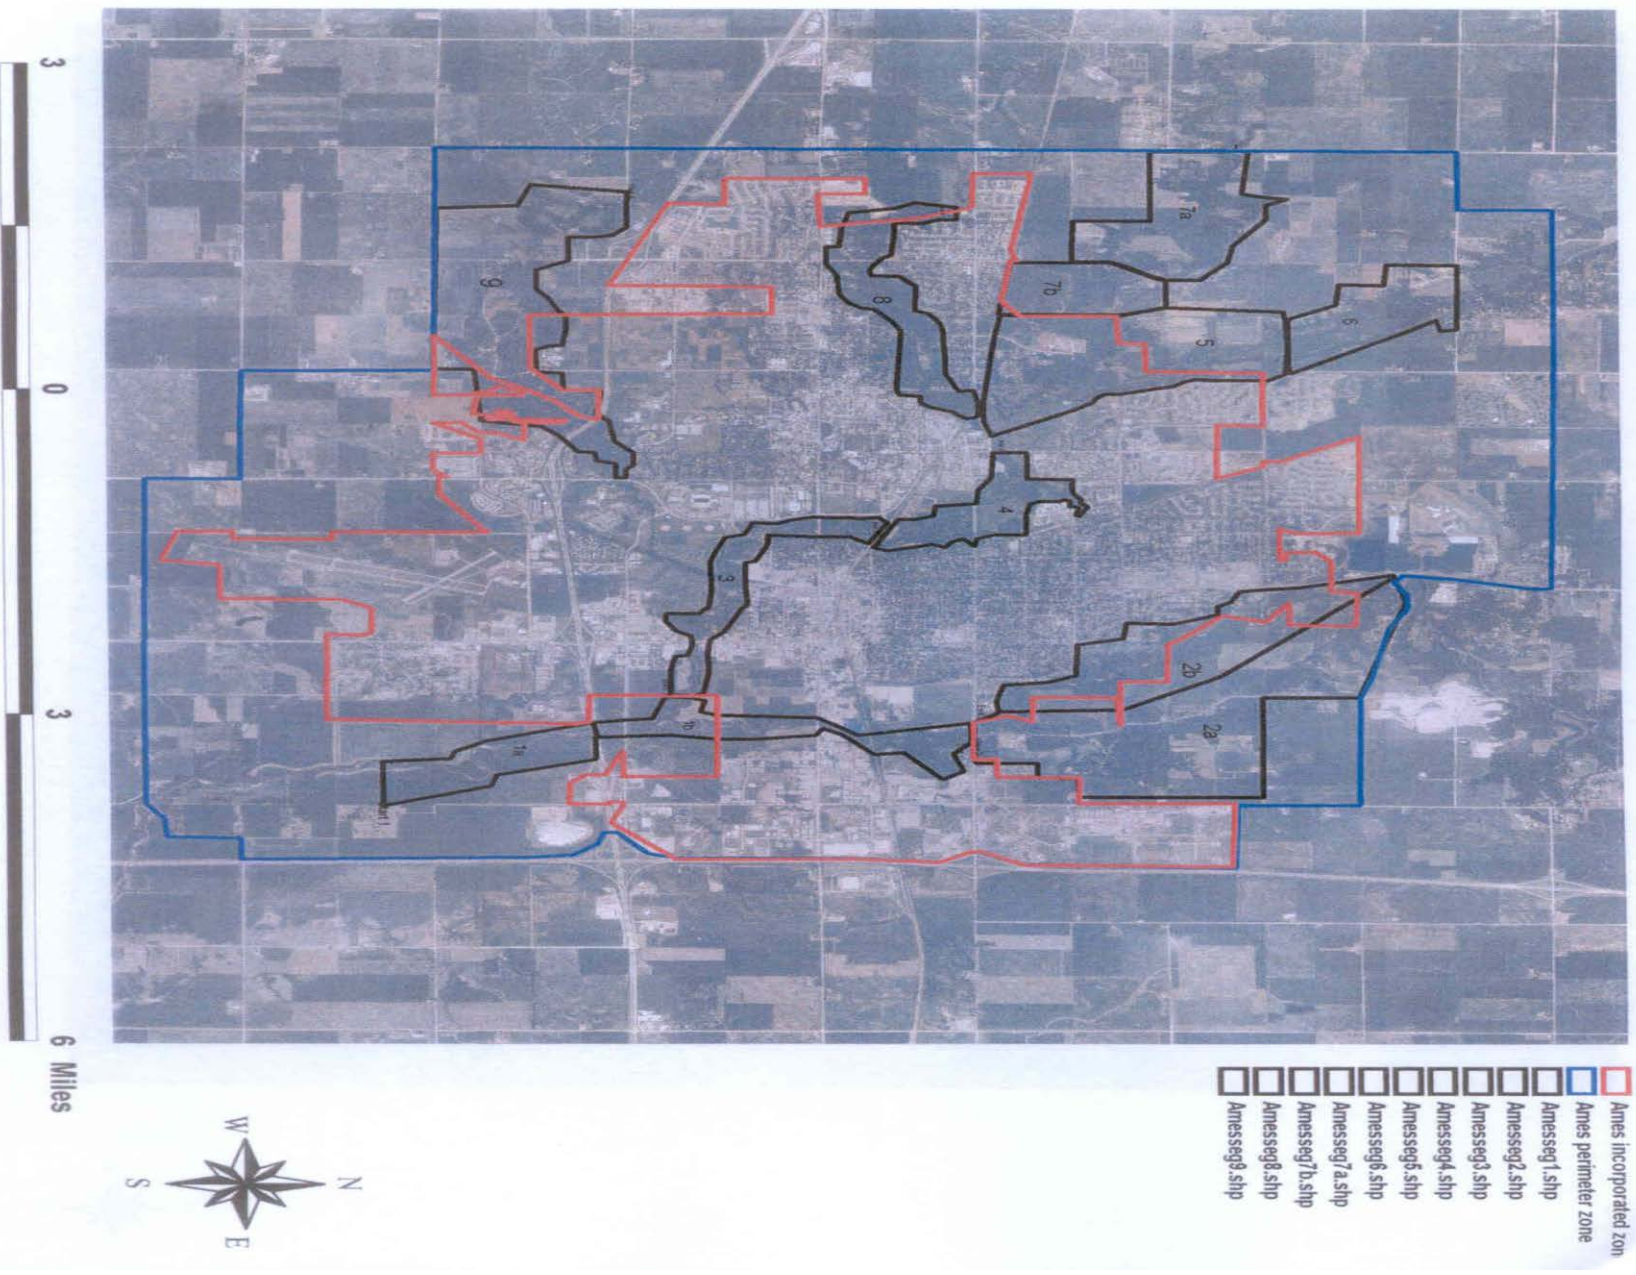 Ames incorporated zon
Ames perimeter zone
Amesseg1.shp
Amesseg2.shp
Amesseg3.shp
Amesseg4.shp
Amesseg5.shp
Amesseg6.shp
Amesseg7a.shp
Amesseg7b.shp
Amesseg8.shp
Amesseg9.shp
6
7a
5
7b
2b
2a
4
8
3
1b
9
1a
N
W
E
S
3
0
3
6 Miles